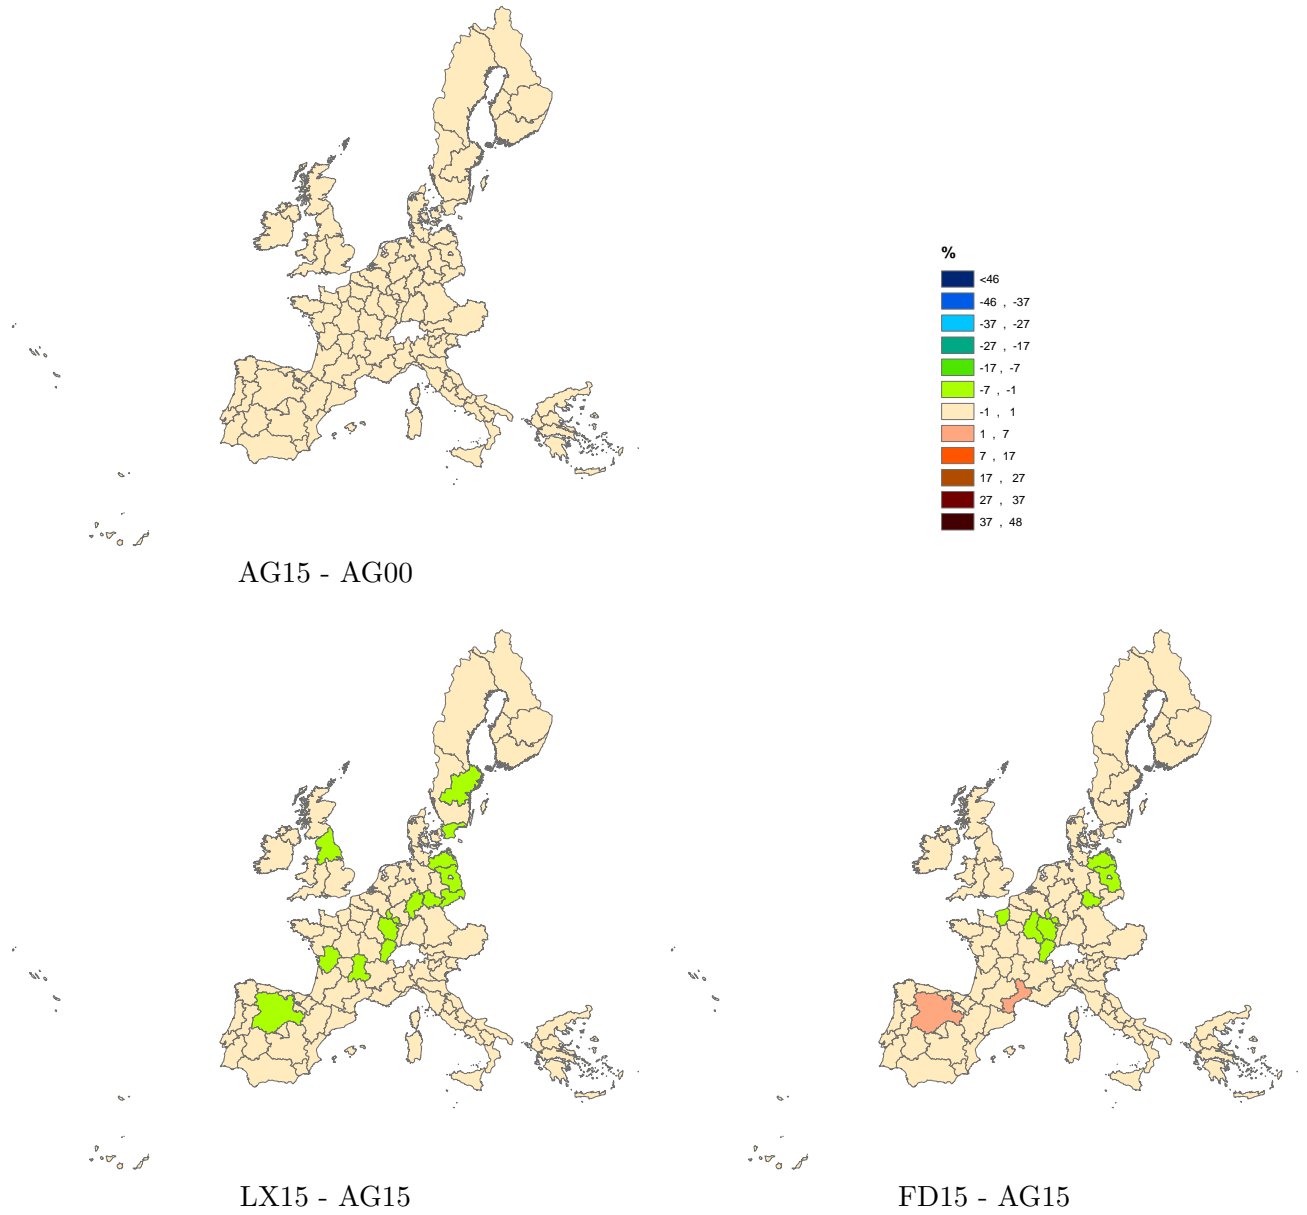 %
<46
-46 , -37
-37 , -27
-27 , -17
-17 , -7
-7 , -1
-1 , 1
1 , 7
7 , 17
17 , 27
27 , 37
37 , 48
AG15 - AG00
LX15 - AG15
FD15 - AG15